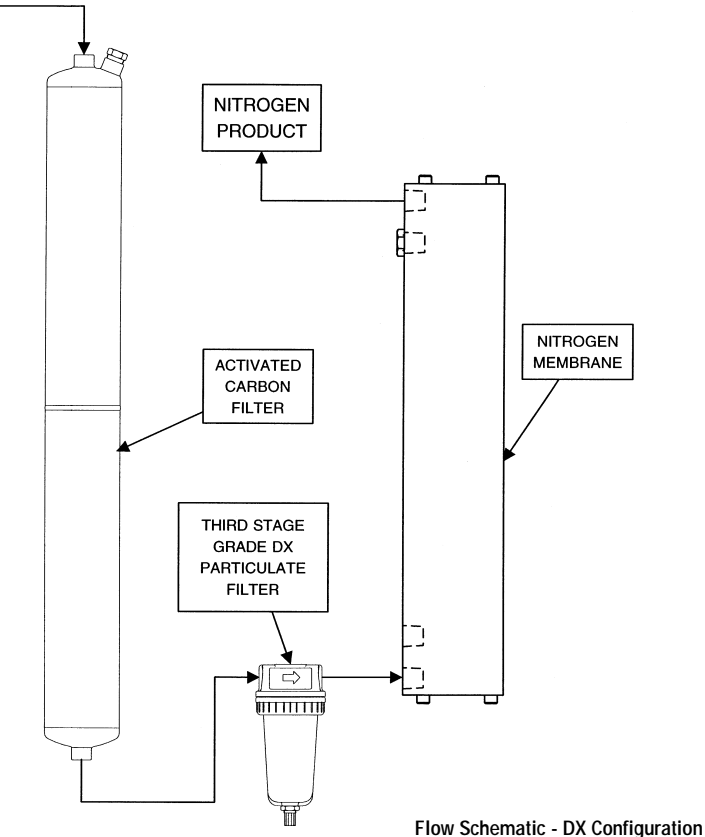 NITROGEN
PRODUCT
NITROGEN
MEMBRANE
ACTIVATED
CARBON
FILTER
THIRD STAGE
GRADE DX
PARTICULATE
FILTER
Flow Schematic - DX Configuration